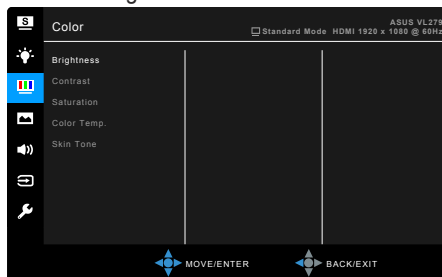 S
Color
ASUS VL279
Standard Mode HDMI 1920 x 1080 @ 60Hz
Brightness
Contrast
Saturation
Color Temp.
Skin Tone
MOVE/ENTER
BACK/EXIT